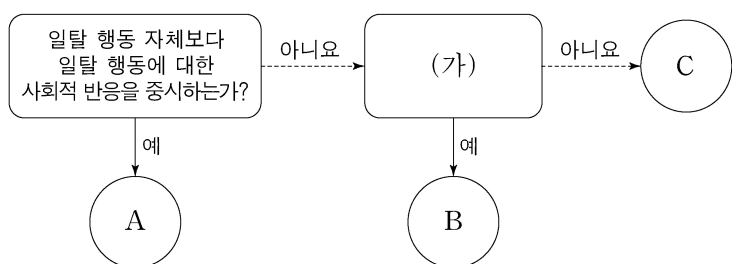 일탈 행동 자체보다
일탈 행동에 대한
사회적 반응을 중시하는가?
아니요
(가)
아니요
C
예
예
A
B